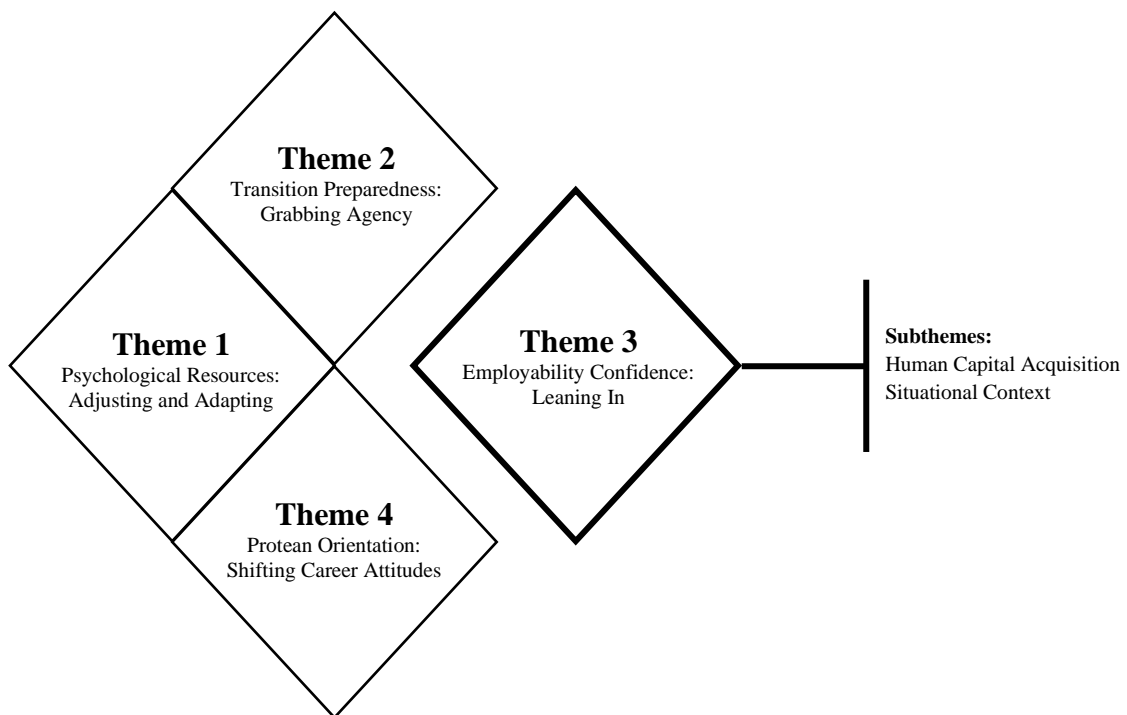 Theme 2
Transition Preparedness:
Grabbing Agency
Theme 1
Psychological Resources:
Adjusting and Adapting
Theme 3
Employability Confidence:
Leaning In
Subthemes:
Human Capital Acquisition
Situational Context
Theme 4
Protean Orientation:
Shifting Career Attitudes